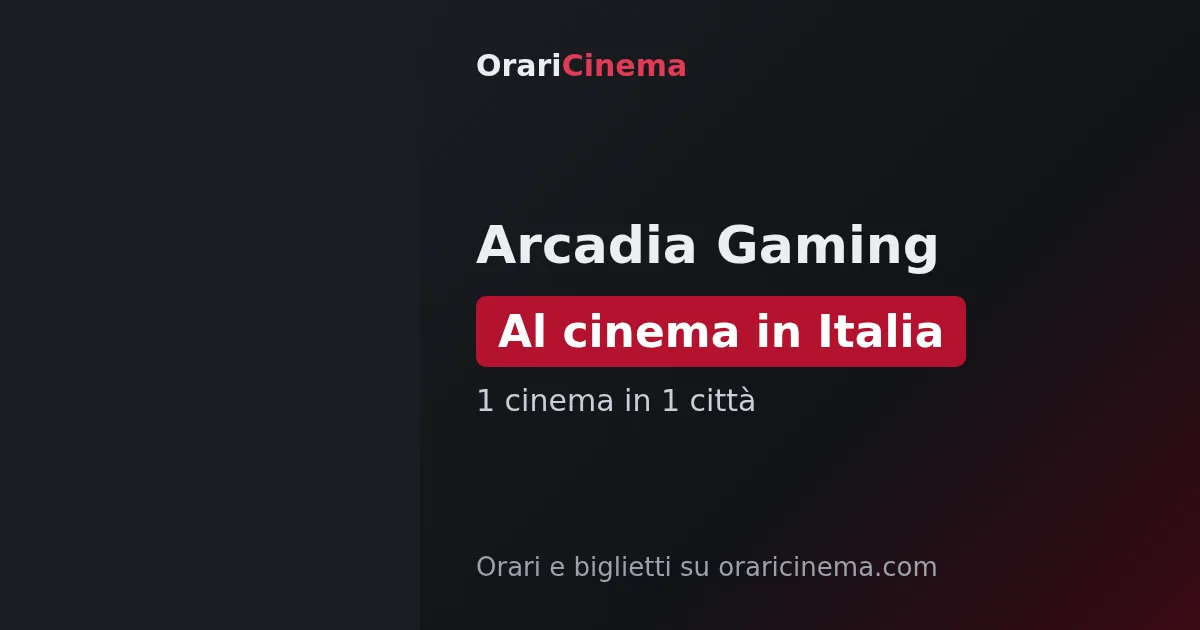 OrariCinema
Arcadia Gaming
Al cinema in Italia
1 cinema in 1 città
Orari e biglietti su oraricinema.com